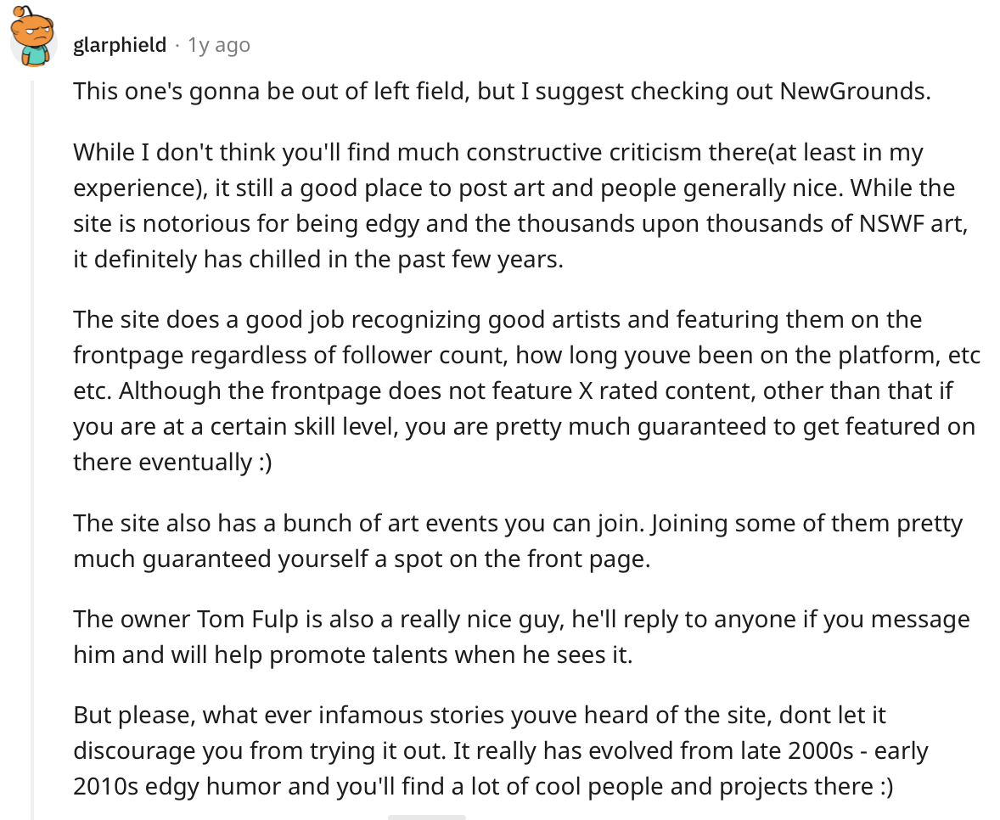 glarphield · 1y ago
This one's gonna be out of left field, but I suggest checking out NewGrounds.
While I don't think you'll find much constructive criticism there(at least in my
experience), it still a good place to post art and people generally nice. While the
site is notorious for being edgy and the thousands upon thousands of NSWF art,
it definitely has chilled in the past few years.
The site does a good job recognizing good artists and featuring them on the
frontpage regardless of follower count, how long youve been on the platform, etc
etc. Although the frontpage does not feature X rated content, other than that if
you are at a certain skill level, you are pretty much guaranteed to get featured on
there eventually :)
The site also has a bunch of art events you can join. Joining some of them pretty
much guaranteed yourself a spot on the front page.
The owner Tom Fulp is also a really nice guy, he'll reply to anyone if you message
him and will help promote talents when he sees it.
But please, what ever infamous stories youve heard of the site, dont let it
discourage you from trying it out. It really has evolved from late 2000s - early
2010s edgy humor and you'll find a lot of cool people and projects there :)